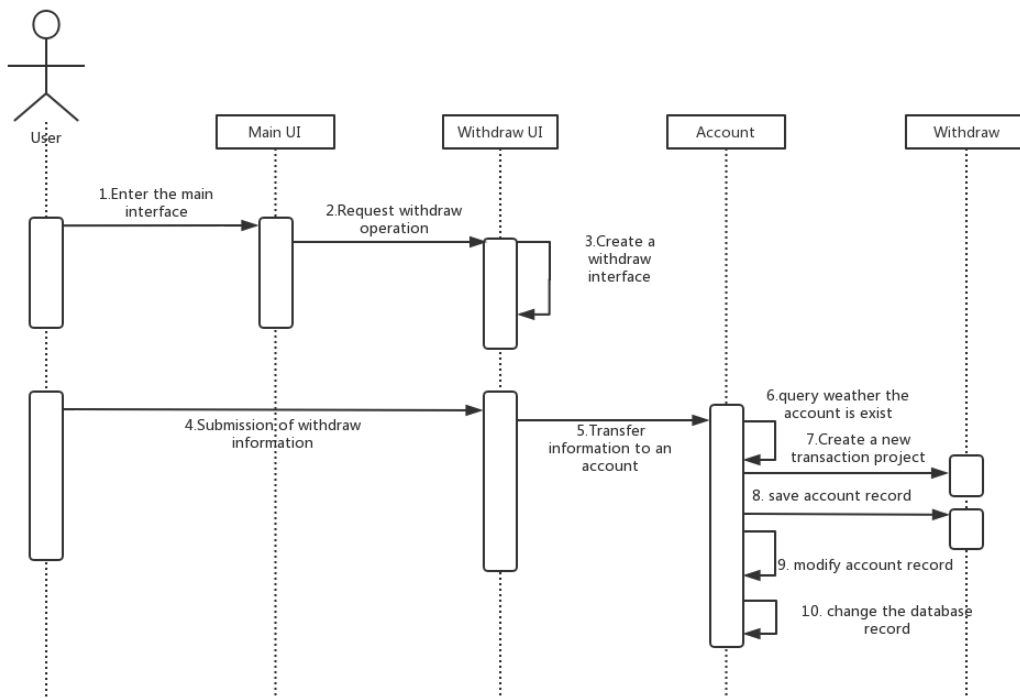 User
Main UI
Withdraw UI
Account
Withdraw
1.Enter the main
interface
2.Request withdraw
operation
3.Create a
withdraw
interface
4.Submission of withdraw
information
5.Transfer
information to an
account
6.query weather the
account is exist
7.Create a new
transaction project
8. save account record
9. modify account record
10. change the database
record